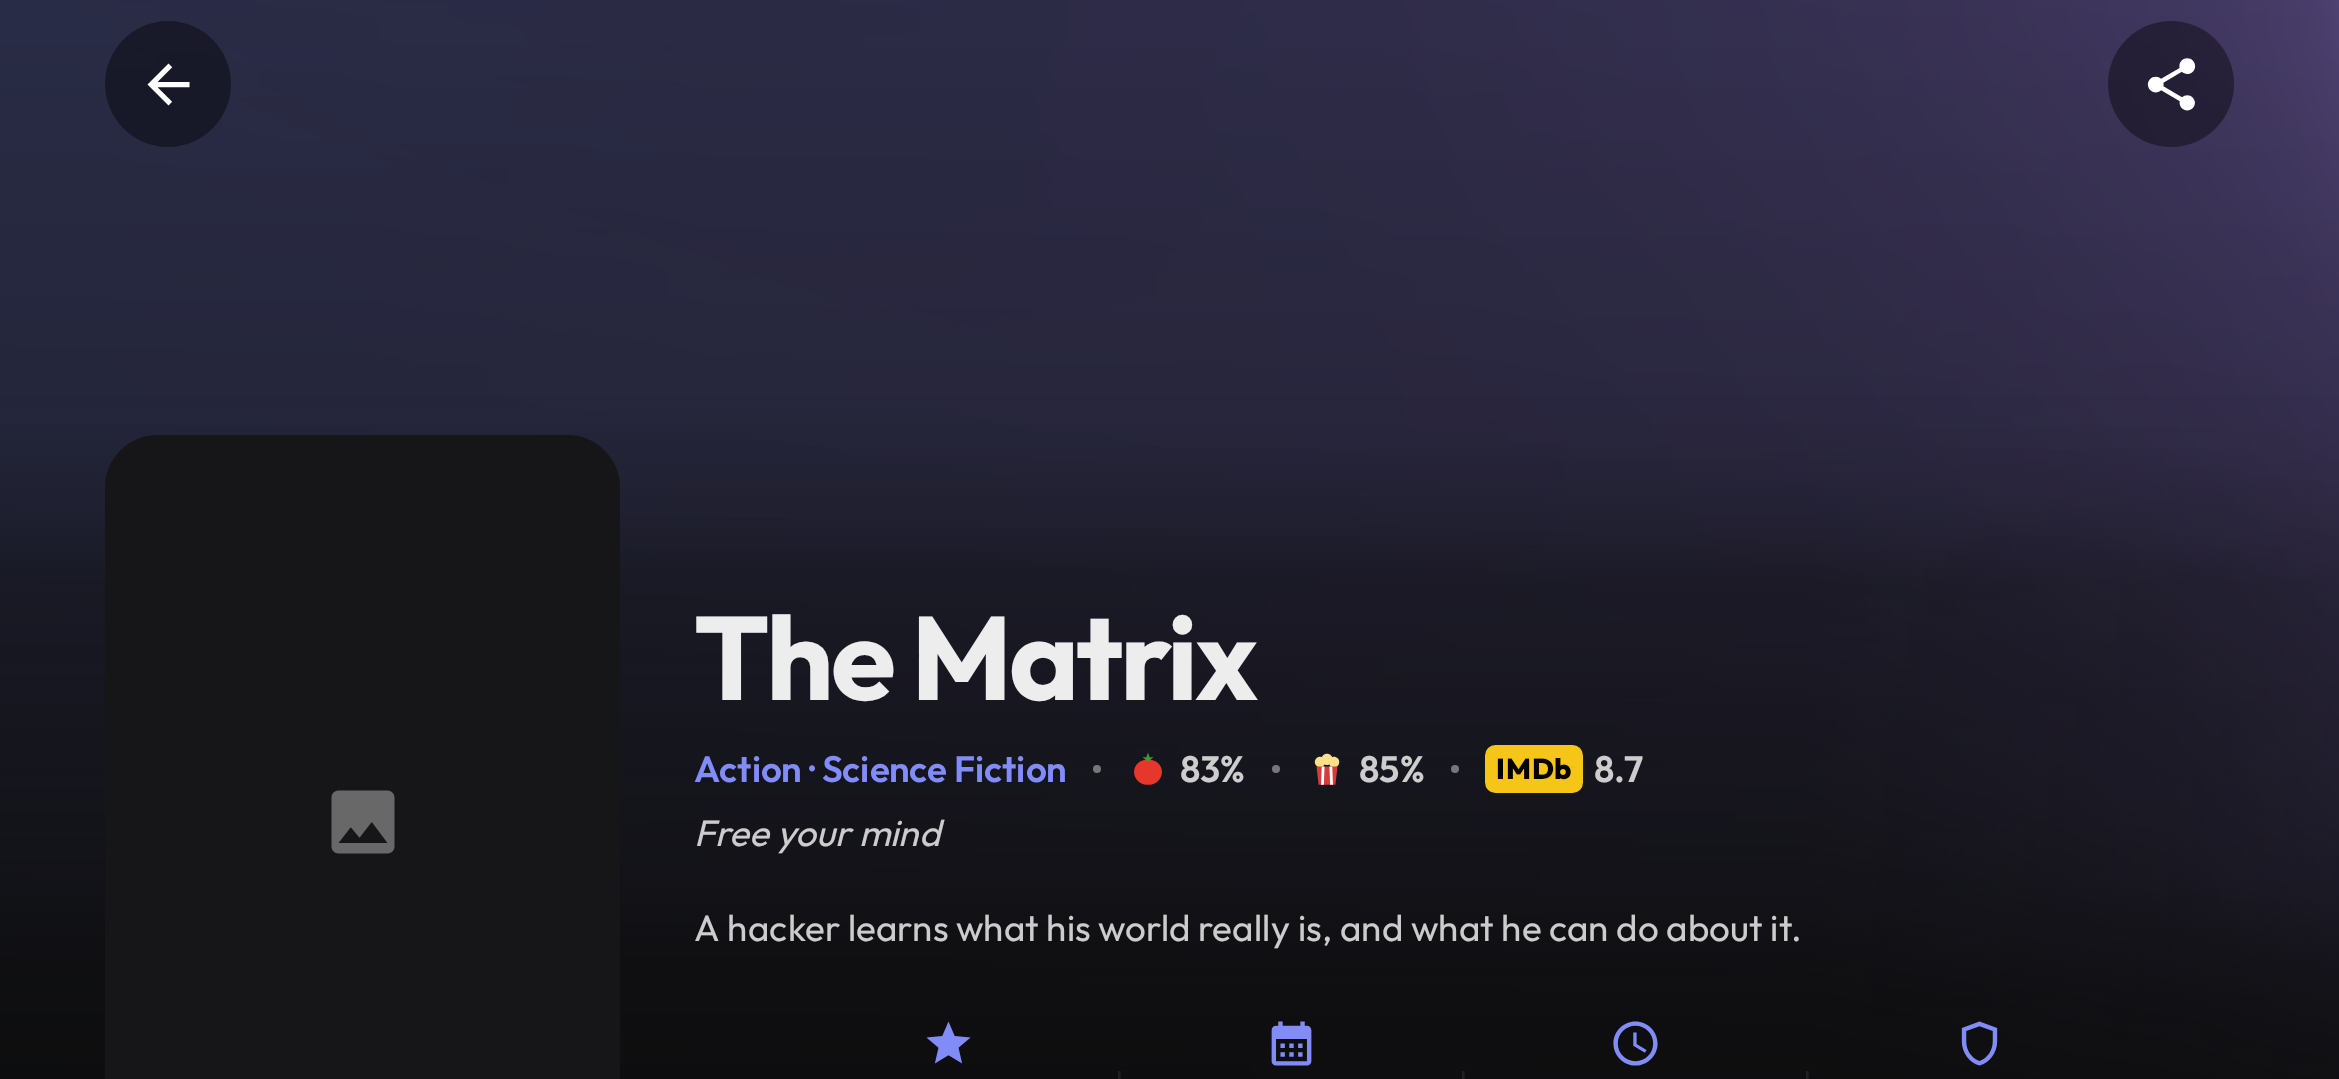 The Matrix
Action · Science Fiction • 83% • 85% • IMDb 8.7
Free your mind
A hacker learns what his world really is, and what he can do about it.